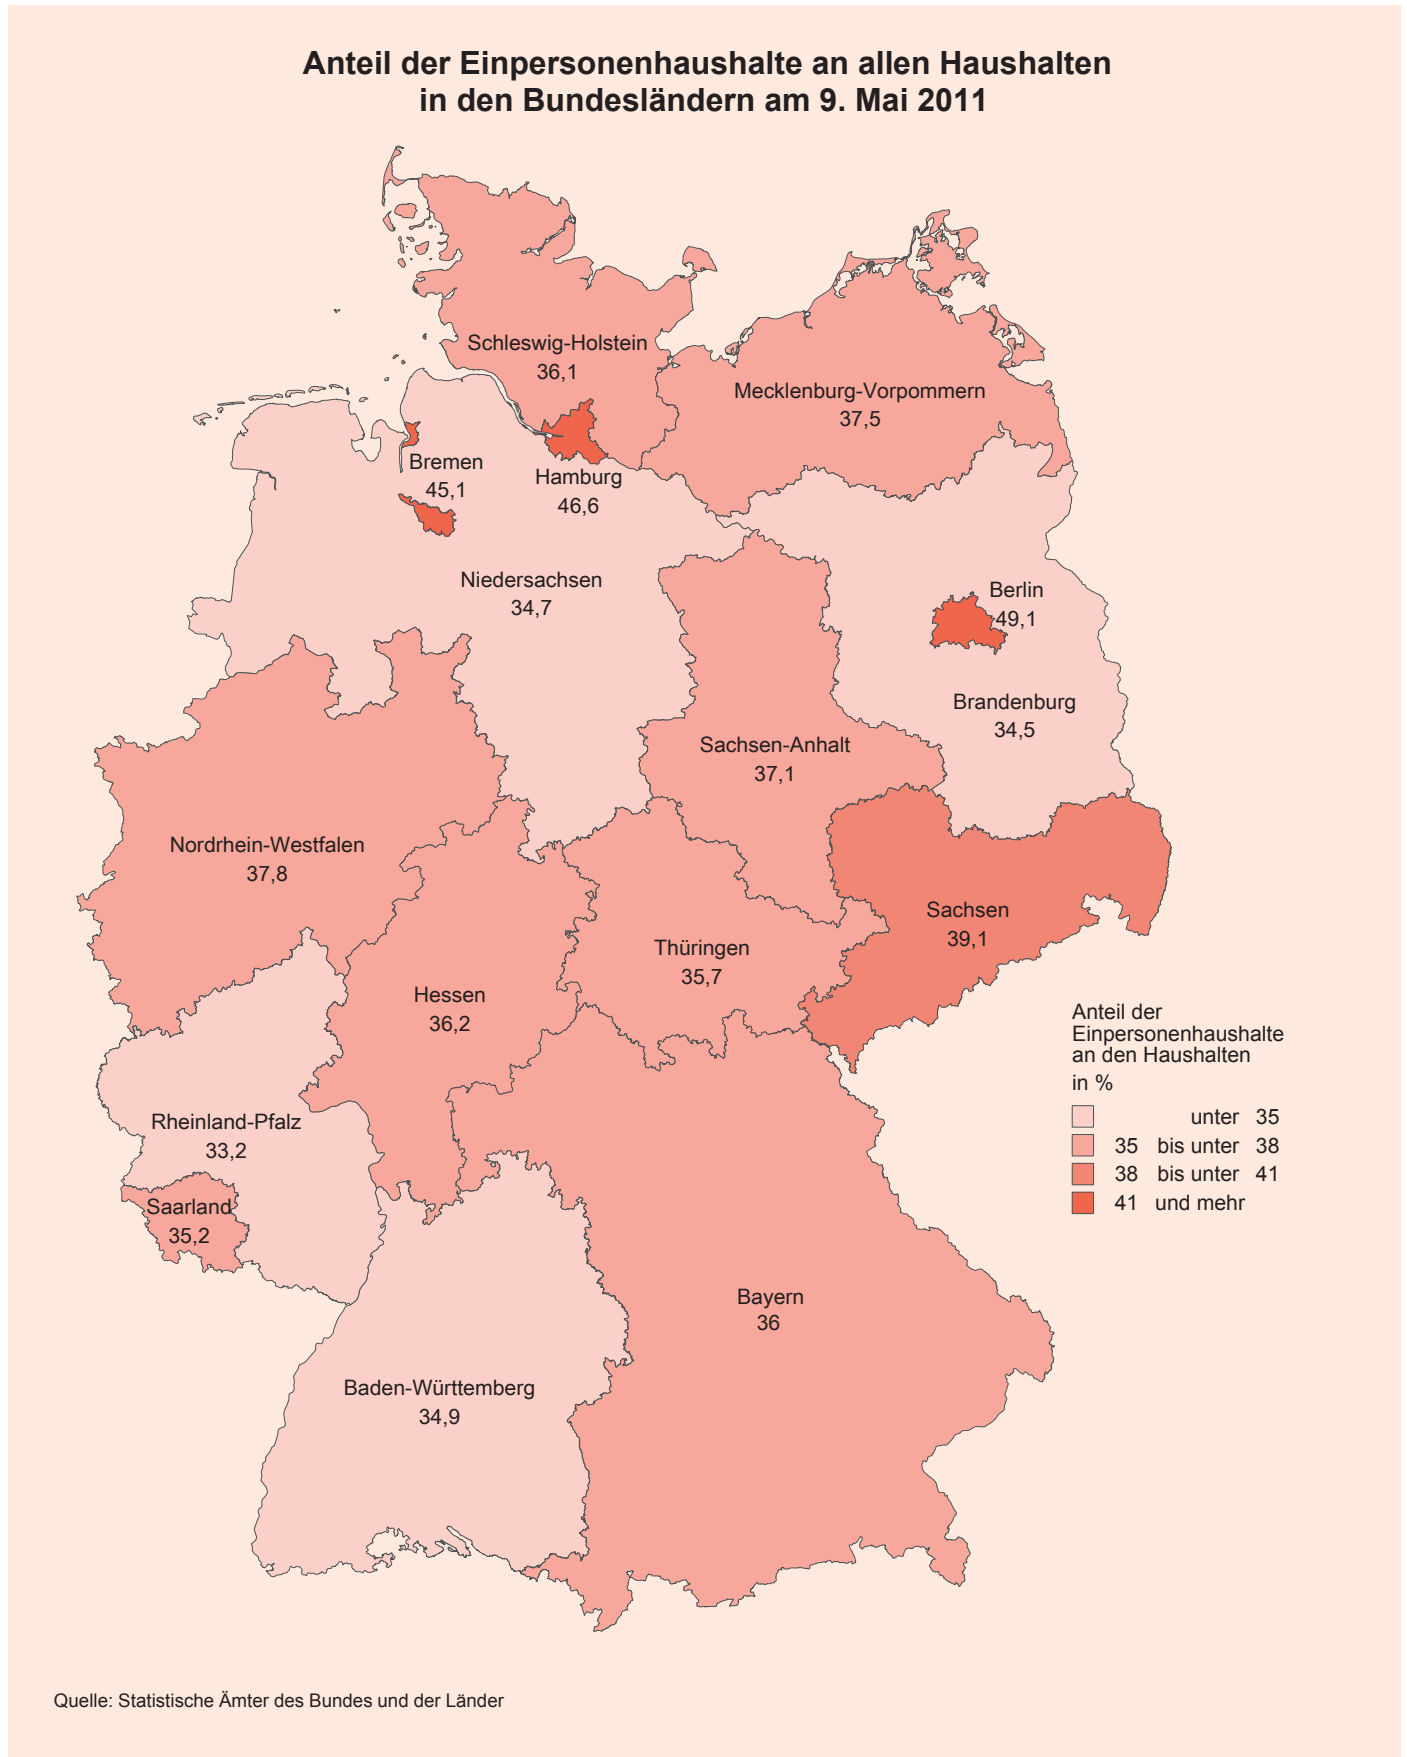 Anteil der Einpersonenhaushalte an allen Haushalten
in den Bundesländern am 9. Mai 2011
Schleswig-Holstein
36,1
Mecklenburg-Vorpommern
37,5
Bremen
45,1
Hamburg
46,6
Niedersachsen
34,7
Berlin
49,1
Brandenburg
34,5
Sachsen-Anhalt
37,1
Nordrhein-Westfalen
37,8
Sachsen
39,1
Thüringen
35,7
Hessen
36,2
Rheinland-Pfalz
33,2
Saarland
35,2
Bayern
36
Baden-Württemberg
34,9
Anteil der
Einpersonenhaushalte
an den Haushalten
in %
unter 35
35 bis unter 38
38 bis unter 41
41 und mehr
Quelle: Statistische Ämter des Bundes und der Länder